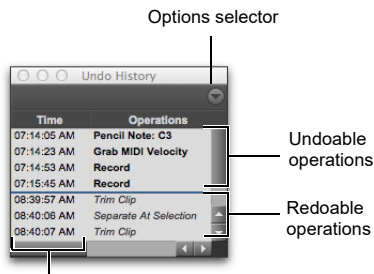 Options selector
Undo History
Time Operations
07:14:05 AM Pencil Note: C3
07:14:23 AM Grab MIDI Velocity
07:14:53 AM Record
07:15:45 AM Record
08:39:57 AM Trim Clip
08:40:06 AM Separate At Selection
08:40:07 AM Trim Clip
Undoable
operations
Redoable
operations